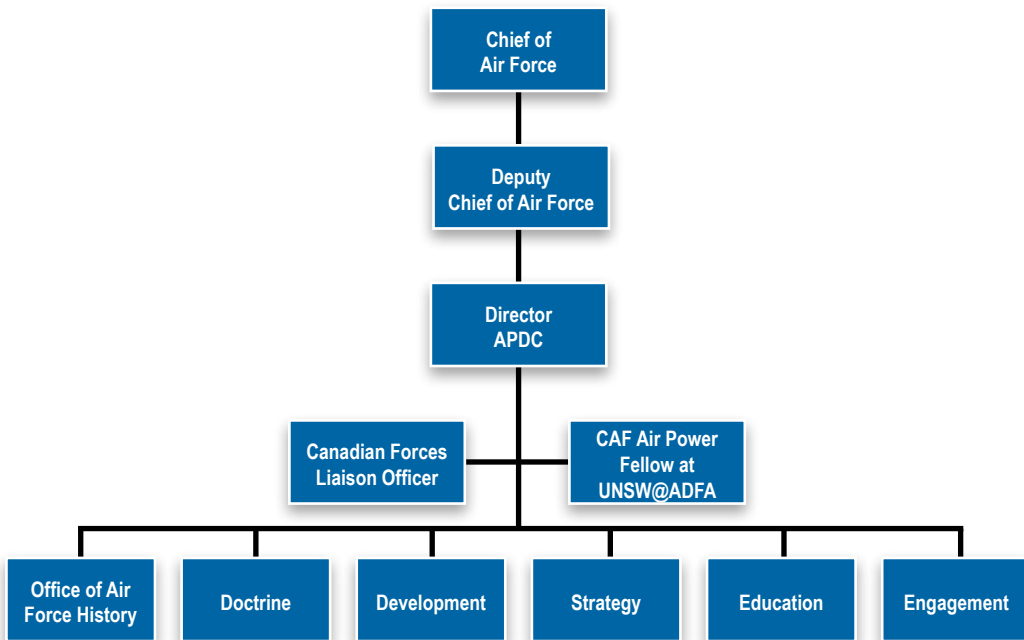 Chief of
Air Force
Deputy
Chief of Air Force
Director
APDC
Canadian Forces
Liaison Officer
CAF Air Power
Fellow at
UNSW@ADFA
Office of Air
Force History
Doctrine
Development
Strategy
Education
Engagement